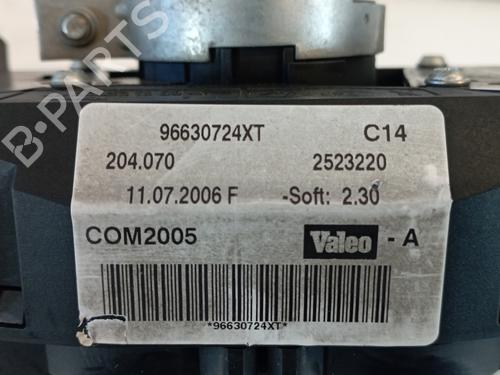 96630724XT C14
204.070 2523220
11.07.2006 F -Soft: 2.30
COM2005 Valeo - A
*96630724XT*
B-PARTS